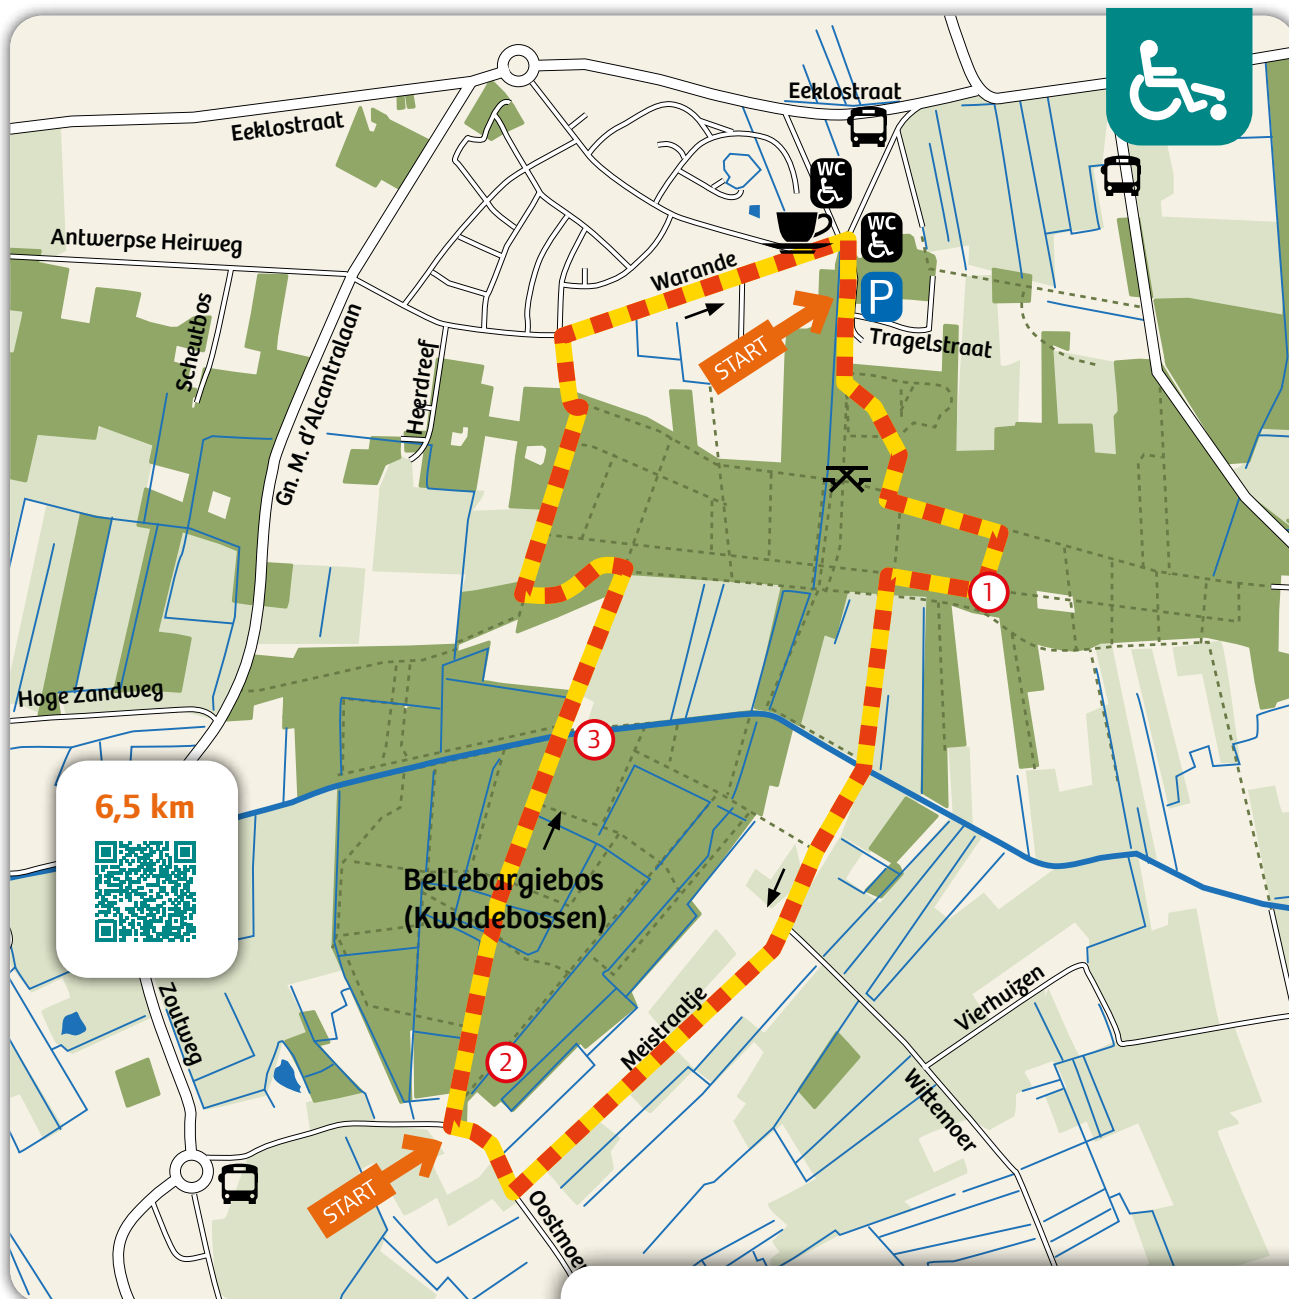 Eeklostraat
Eeklostraat
WC
WC
Antwerpse Heirweg
Warande
P
Scheutbos
START
Tragelstraat
Gn. M. d'Alcantralaan
Heerdreef
1
Hoge Zandweg
3
6,5 km
Bellebargiebos
(Kwadebossen)
Zoutweg
Meistraatje
Vierhuizen
2
Wittemoer
START
Oostmoer